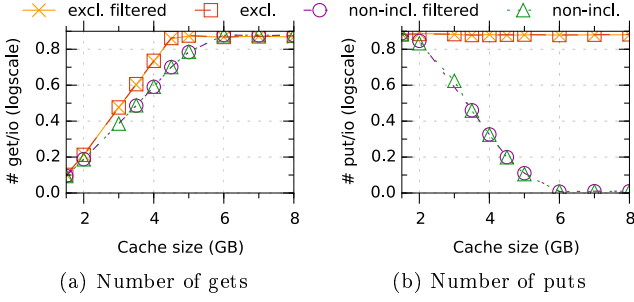 excl. filtered excl. non-incl. filtered non-incl.
# get/io (logscale)
0.8
0.6
0.4
0.2
0.0
2 4 6 8
Cache size (GB)
(a) Number of gets
# put/io (logscale)
0.8
0.6
0.4
0.2
0.0
2 4 6 8
Cache size (GB)
(b) Number of puts